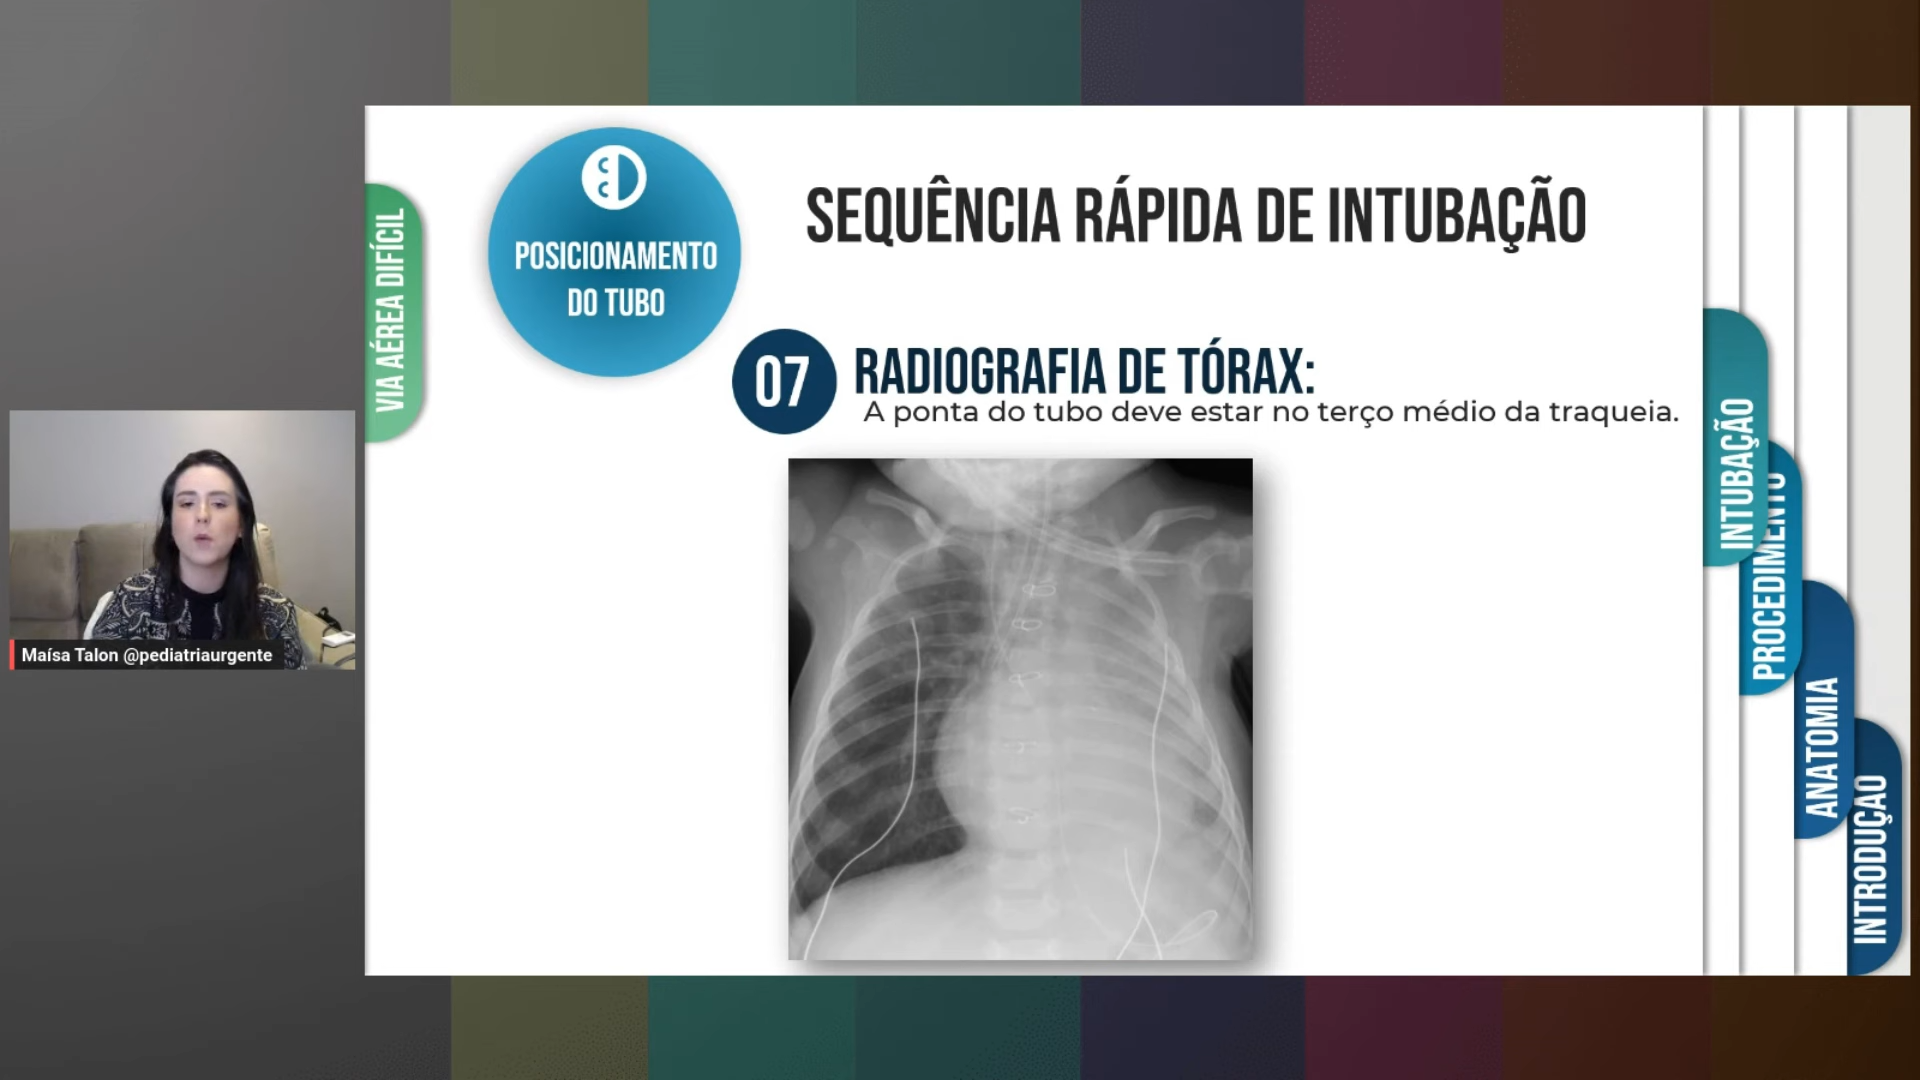 VIA AÉREA DIFÍCIL
POSICIONAMENTO
DO TUBO
SEQUÊNCIA RÁPIDA DE INTUBAÇÃO
07
RADIOGRAFIA DE TÓRAX:
A ponta do tubo deve estar no terço médio da traqueia.
INTUBAÇÃO
PROCEDIMENTO
ANATOMIA
INTRODUÇÃO
Maísa Talon @pediatriaurgente